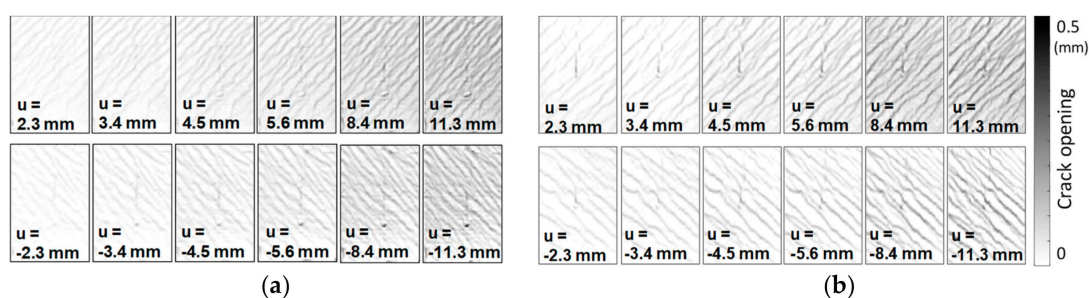 u =
2.3 mm
u =
3.4 mm
u =
4.5 mm
u =
5.6 mm
u =
8.4 mm
u =
11.3 mm
u =
-2.3 mm
u =
-3.4 mm
u =
-4.5 mm
u =
-5.6 mm
u =
-8.4 mm
u =
-11.3 mm
(a)
u =
2.3 mm
u =
3.4 mm
u =
4.5 mm
u =
5.6 mm
u =
8.4 mm
u =
11.3 mm
u =
-2.3 mm
u =
-3.4 mm
u =
-4.5 mm
u =
-5.6 mm
u =
-8.4 mm
u =
-11.3 mm
(b)
0.5
(mm)
Crack opening
0